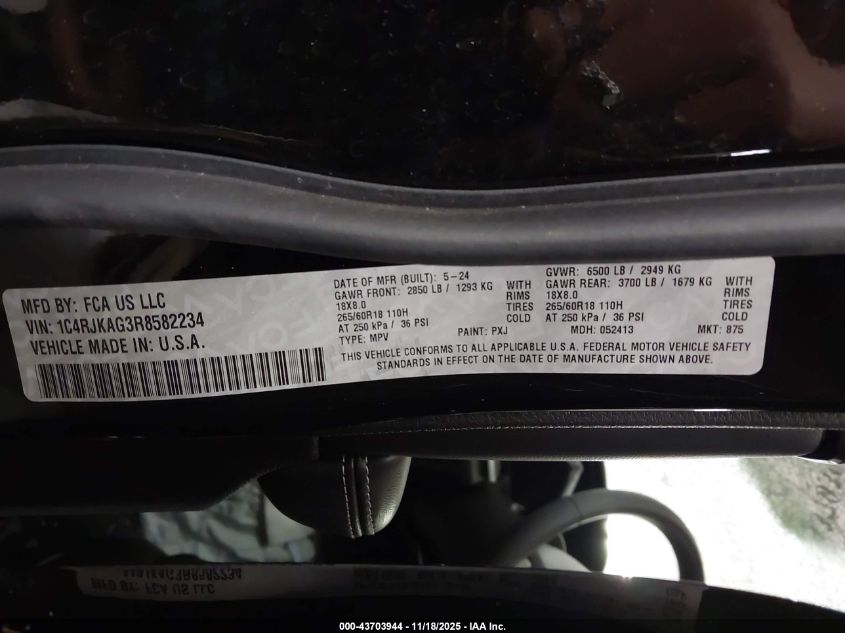 MFD BY: FCA US LLC
VIN: 1C4RJKAG3R8582234
VEHICLE MADE IN: U.S.A.
DATE OF MFR (BUILT): 5-24
GAWR FRONT: 2850 LB / 1293 KG WITH
18X8.0 RIMS
265/60R18 110H TIRES
AT 250 kPa / 36 PSI COLD
TYPE: MPV PAINT: PXJ
GVWR: 6500 LB / 2949 KG
GAWR REAR: 3700 LB / 1679 KG WITH
18X8.0 RIMS
265/60R18 110H TIRES
AT 250 kPa / 36 PSI COLD
MDH: 052413 MKT: 875
THIS VEHICLE CONFORMS TO ALL APPLICABLE U.S.A. FEDERAL MOTOR VEHICLE SAFETY
STANDARDS IN EFFECT ON THE DATE OF MANUFACTURE SHOWN ABOVE.
MFD BY: FCA US LLC
000-43703944 | 11/18/2025 - IAA Inc.